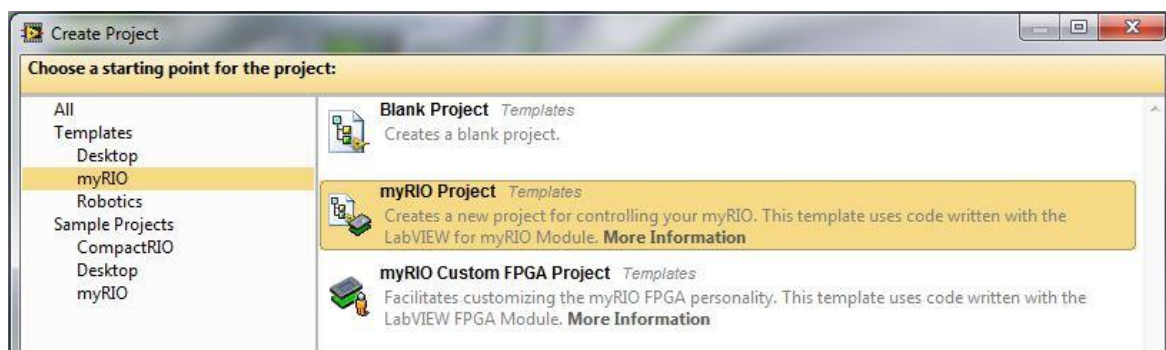 Create Project
Choose a starting point for the project:
All
Templates
Desktop
myRIO
Robotics
Sample Projects
CompactRIO
Desktop
myRIO
Blank Project Templates
Creates a blank project.
myRIO Project Templates
Creates a new project for controlling your myRIO. This template uses code written with the
LabVIEW for myRIO Module. More Information
myRIO Custom FPGA Project Templates
Facilitates customizing the myRIO FPGA personality. This template uses code written with the
LabVIEW FPGA Module. More Information